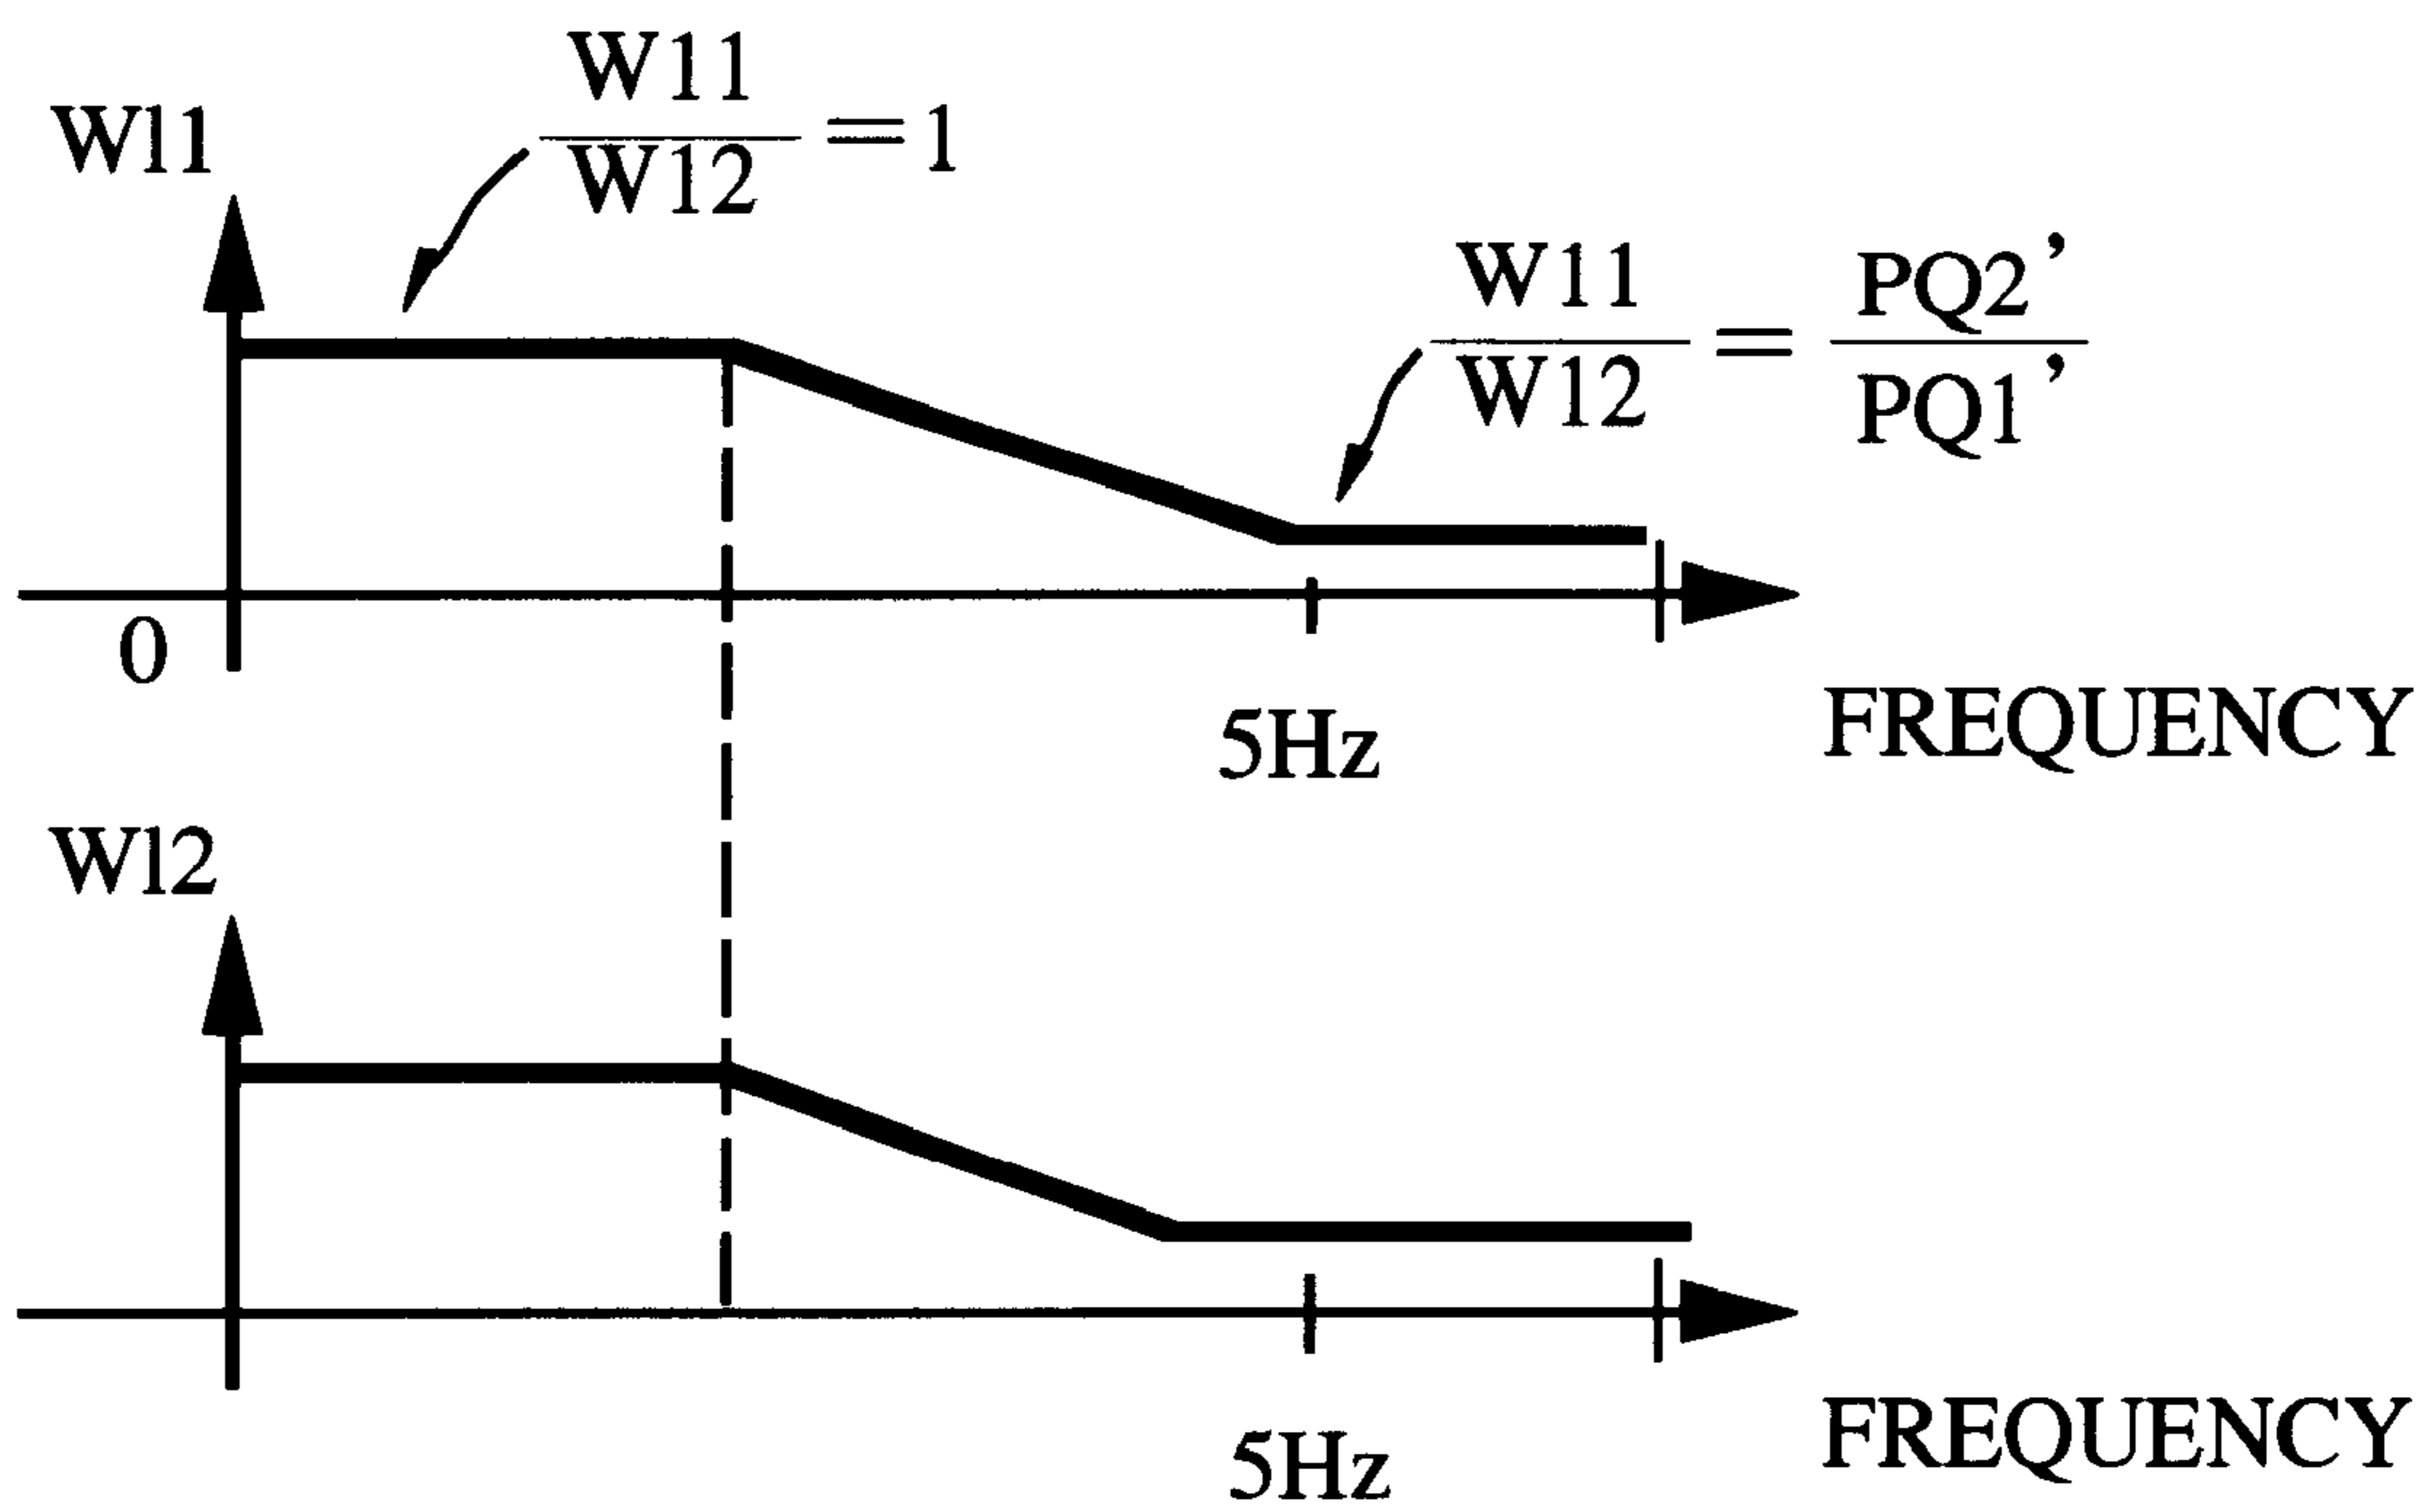 W11
W11
W12
=1
W11
W12
=
PQ2’
PQ1’
0
5Hz
FREQUENCY
W12
5Hz
FREQUENCY